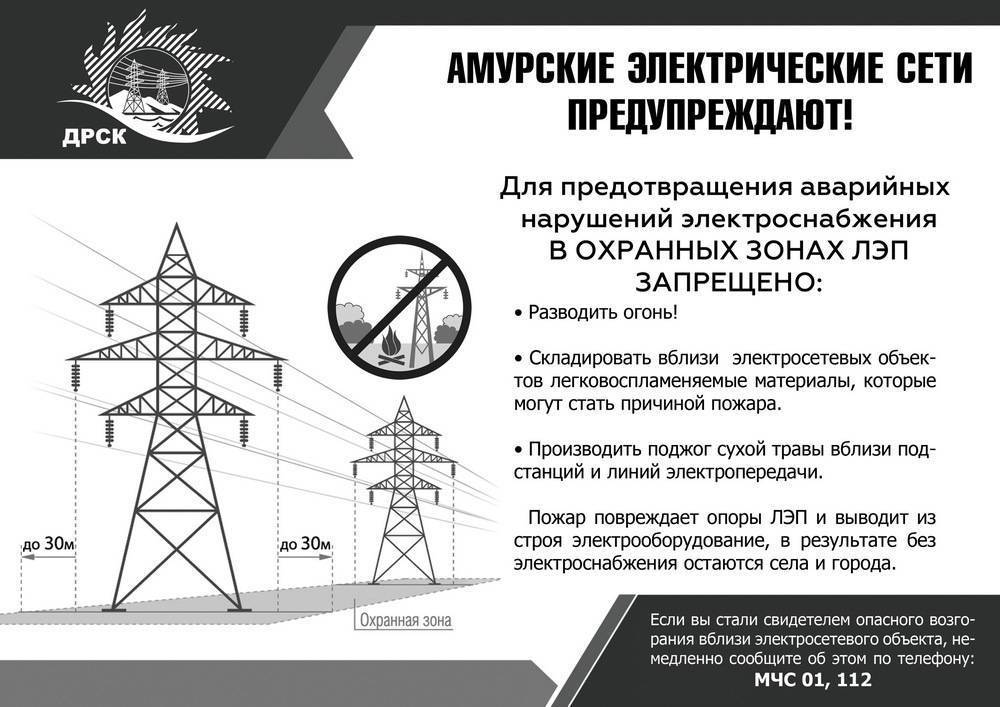 ДРСК
АМУРСКИЕ ЭЛЕКТРИЧЕСКИЕ СЕТИ
ПРЕДУПРЕЖДАЮТ!
Для предотвращения аварийных
нарушений электроснабжения
В ОХРАННЫХ ЗОНАХ ЛЭП
ЗАПРЕЩЕНО:
• Разводить огонь!
• Складировать вблизи электросетевых объек-
тов легковоспламеняемые материалы, которые
могут стать причиной пожара.
• Производить поджог сухой травы вблизи под-
станций и линий электропередачи.
Пожар повреждает опоры ЛЭП и выводит из
строя электрооборудование, в результате без
электроснабжения остаются села и города.
до 30м
до 30м
Охранная зона
Если вы стали свидетелем опасного возго-
рания вблизи электросетевого объекта, не-
медленно сообщите об этом по телефону:
МЧС 01, 112